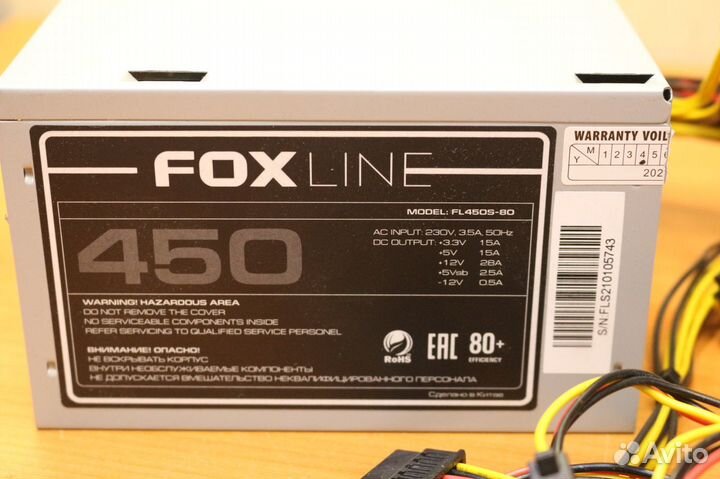 FOXLINE
MODEL: FL450S-80
450
AC INPUT: 230V, 3.5A, 50Hz
DC OUTPUT: +3.3V 15A
+5V 15A
+12V 28A
+5Vsb 2.5A
-12V 0.5A
WARNING! HAZARDOUS AREA
DO NOT REMOVE THE COVER
NO SERVICEABLE COMPONENTS INSIDE
REFER SERVICING TO QUALIFIED SERVICE PERSONEL
ВНИМАНИЕ! ОПАСНО!
НЕ ВСКРЫВАТЬ КОРПУС
ВНУТРИ НЕОБСЛУЖИВАЕМЫЕ КОМПОНЕНТЫ
НЕ ДОПУСКАЕТСЯ ВМЕШАТЕЛЬСТВО НЕКВАЛИФИЦИРОВАННОГО ПЕРСОНАЛА
RoHS
EAC
80+
EFFICIENCY
Сделано в Китае
WARRANTY VOI
Y M 1 2 3 4 5 6
202
S/N:FLS210105743
Avito